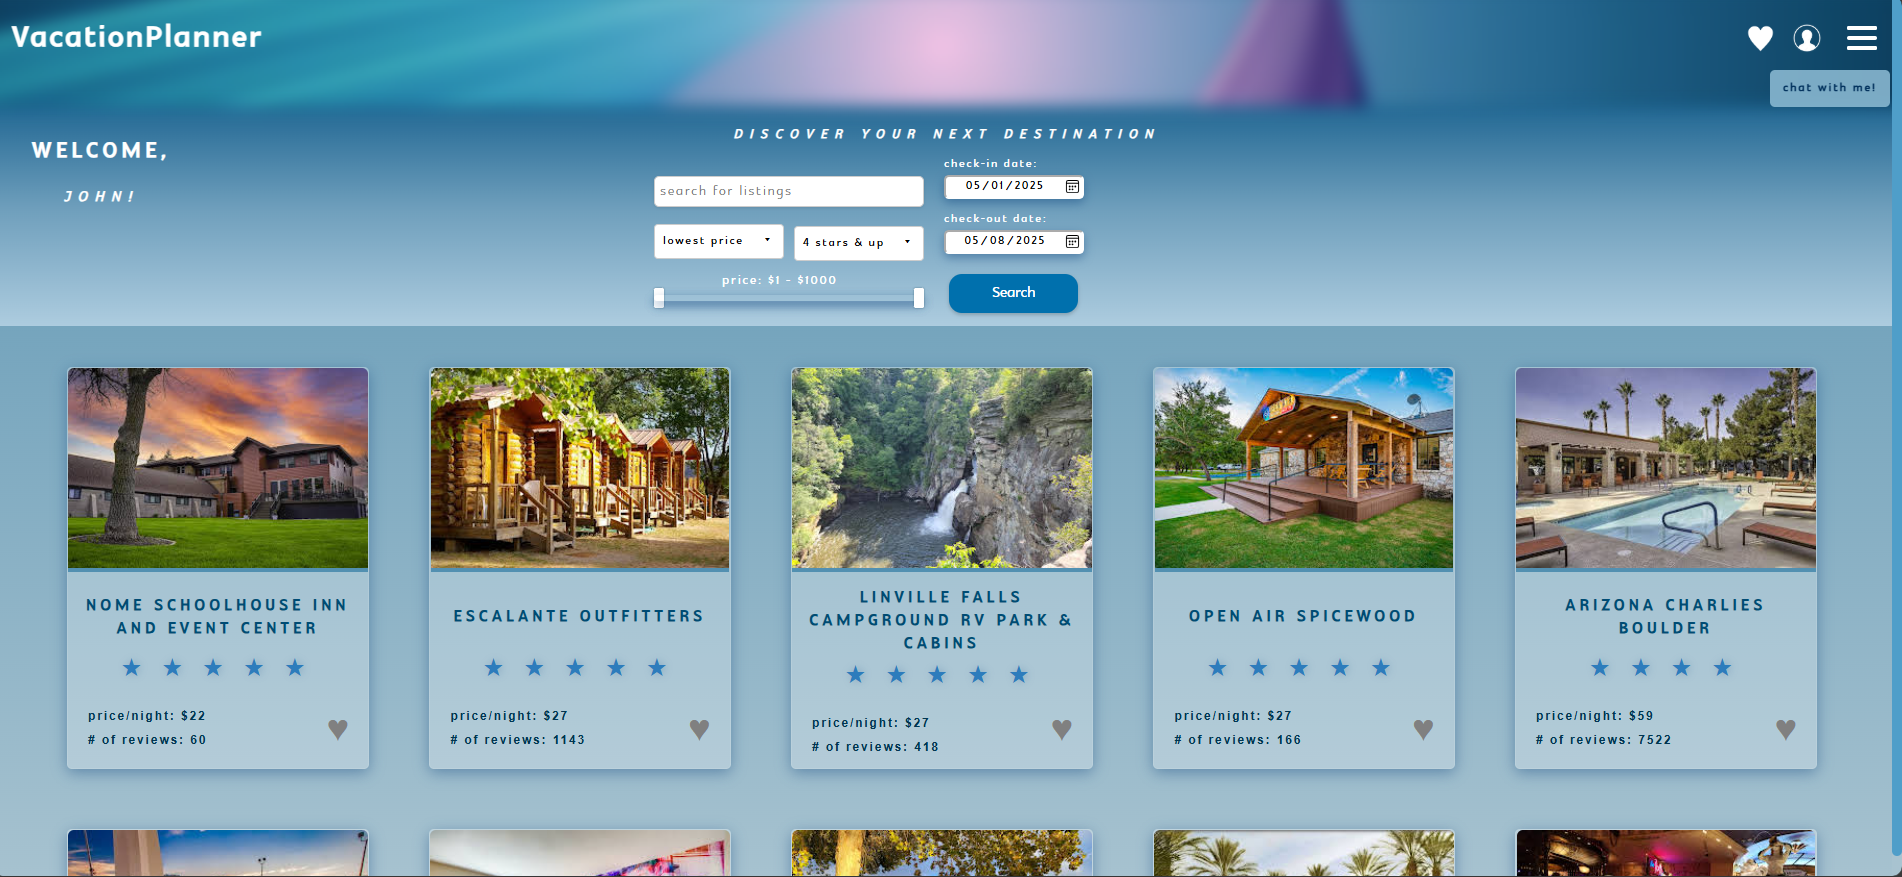 VacationPlanner
chat with me!
WELCOME,
JOHN!
DISCOVER YOUR NEXT DESTINATION
search for listings
check-in date:
05/01/2025
check-out date:
05/08/2025
lowest price
4 stars & up
price: $1 - $1000
Search
NOME SCHOOLHOUSE INN
AND EVENT CENTER
price/night: $22
# of reviews: 60
ESCALANTE OUTFITTERS
price/night: $27
# of reviews: 1143
LINVILLE FALLS
CAMPGROUND RV PARK &
CABINS
price/night: $27
# of reviews: 418
OPEN AIR SPICEWOOD
price/night: $27
# of reviews: 166
ARIZONA CHARLIES
BOULDER
price/night: $59
# of reviews: 7522